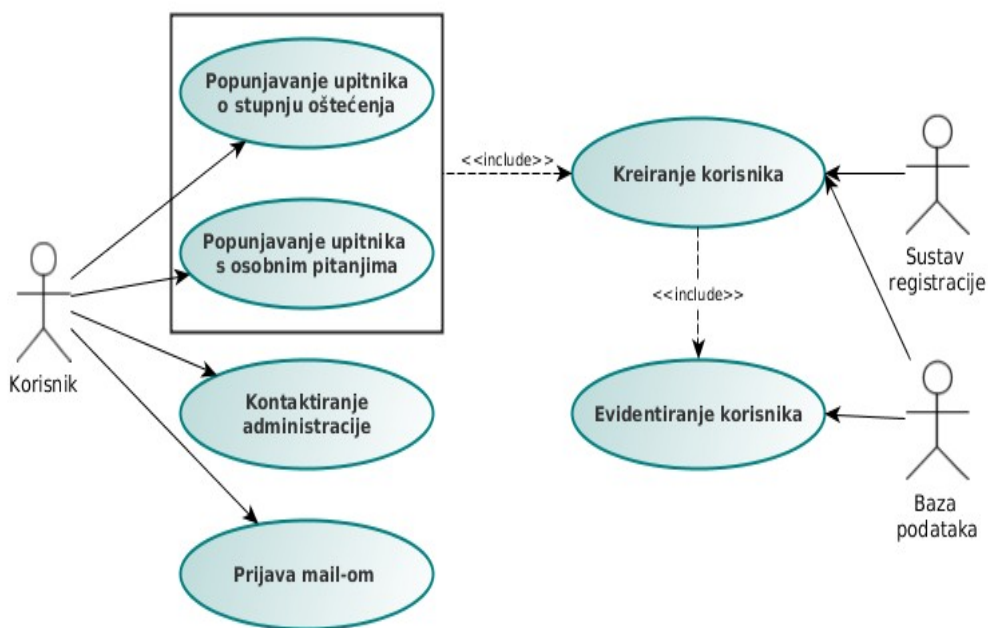 Popunjavanje upitnika
o stupnju oštećenja
<<include>>
Kreiranje korisnika
Popunjavanje upitnika
s osobnim pitanjima
Sustav
registracije
<<include>>
Korisnik
Kontaktiranje
administracije
Evidentiranje korisnika
Baza
podataka
Prijava mail-om